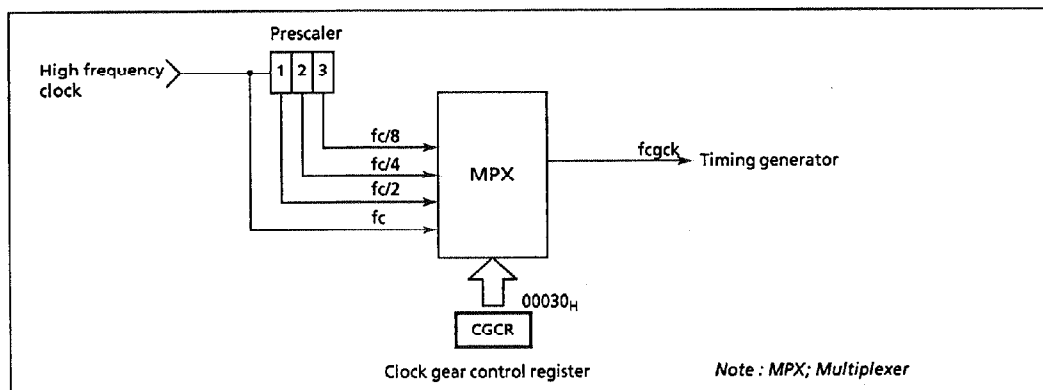 Prescaler
High frequency
clock
1 2 3
fc/8
fc/4
fc/2
fc
MPX
fcgck
Timing generator
00030H
CGCR
Clock gear control register
Note : MPX; Multiplexer